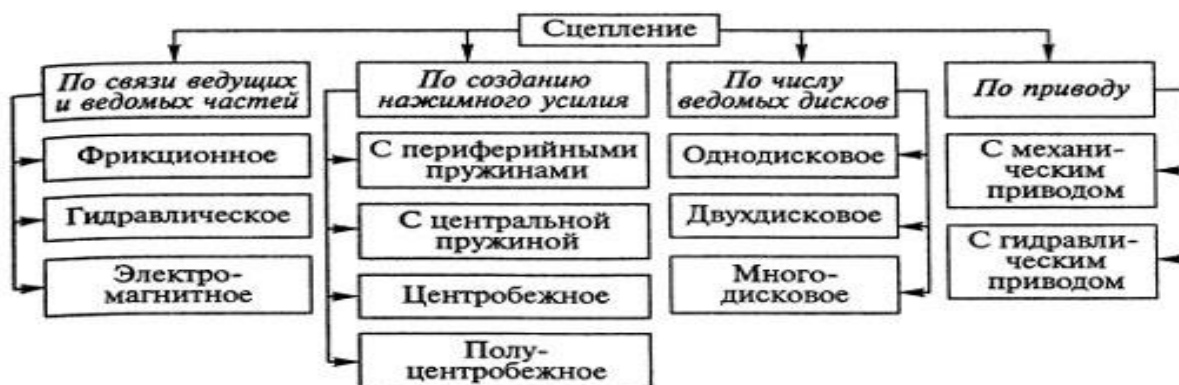 Сцепление
По связи ведущих
и ведомых частей
Фрикционное
Гидравлическое
Электро-
магнитное
По созданию
нажимного усилия
С периферийными
пружинами
С центральной
пружиной
Центробежное
Полу-
центробежное
По числу
ведомых дисков
Однодисковое
Двухдисковое
Много-
дисковое
По приводу
С механи-
ческим
приводом
С гидравли-
ческим
приводом